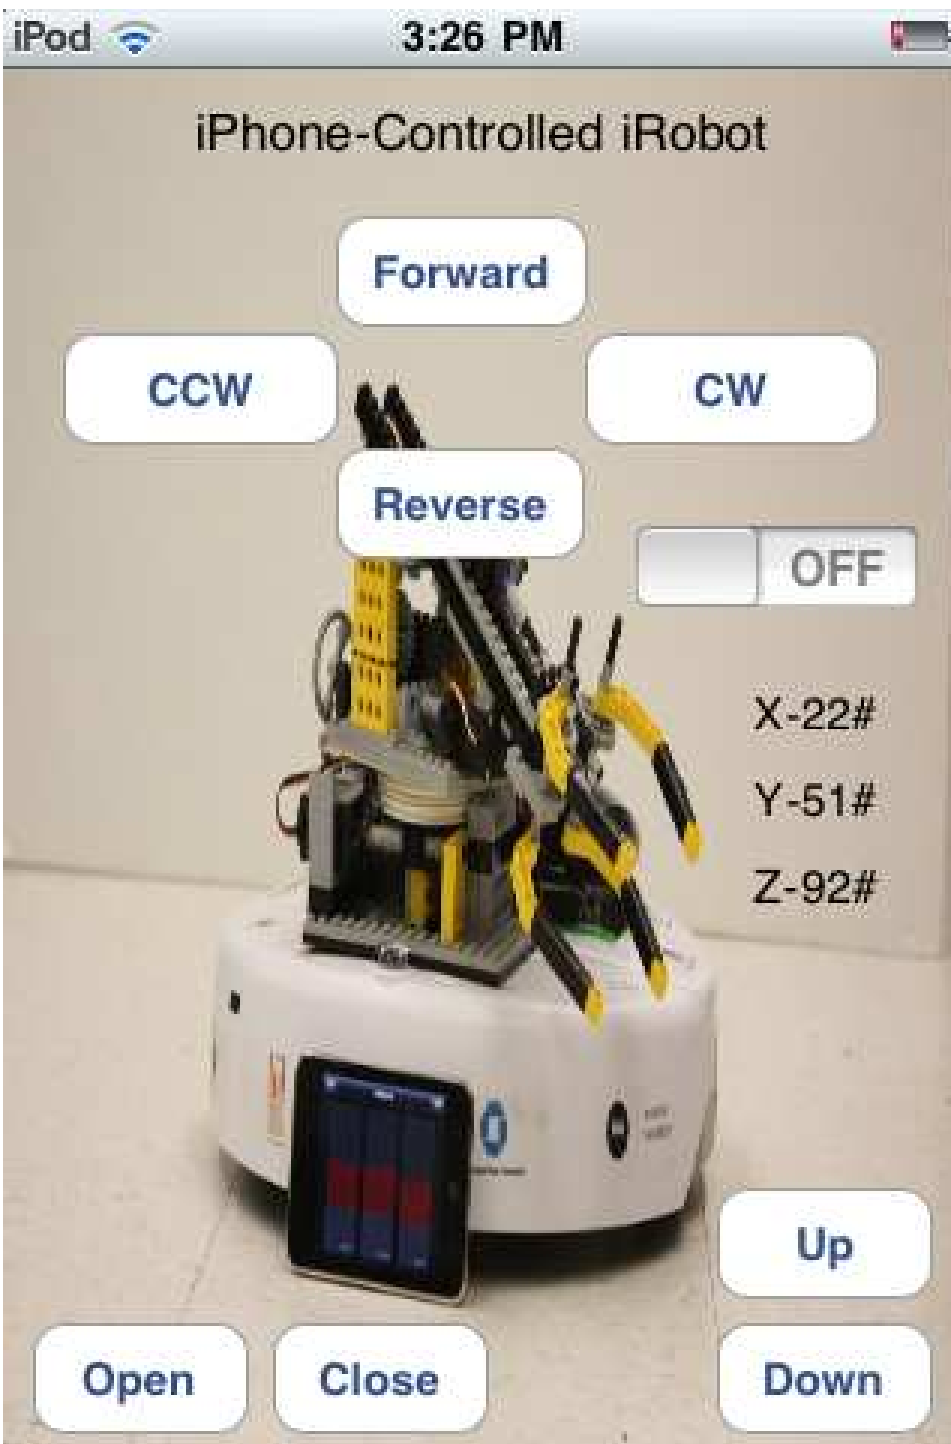 iPod 3:26 PM
iPhone-Controlled iRobot
Forward
CCW CW
Reverse
OFF
X-22#
Y-51#
Z-92#
Up
Open Close Down